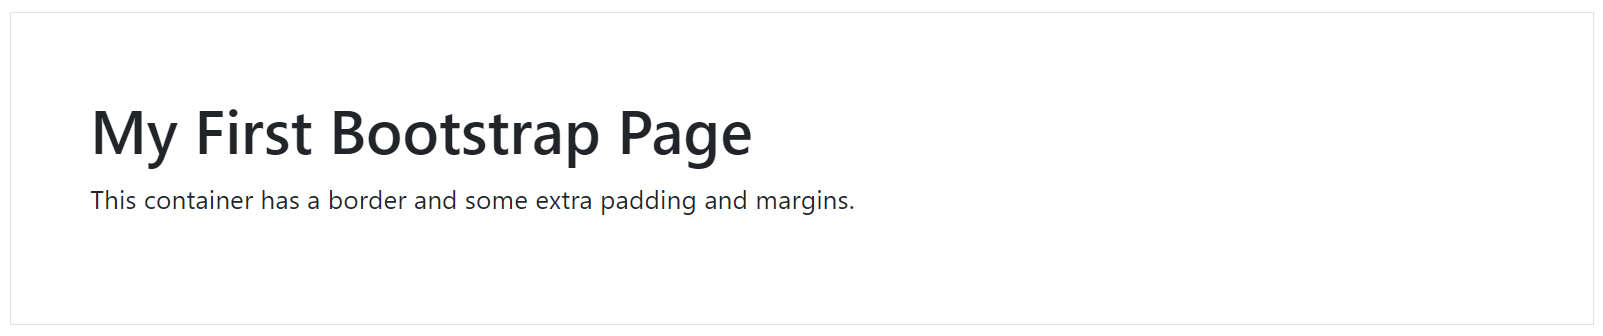 My First Bootstrap Page
This container has a border and some extra padding and margins.